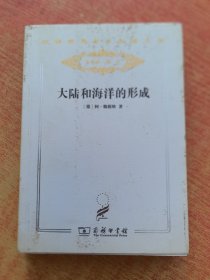 大陆和海洋的形成
〔德〕阿·魏格纳 著
商务印书馆
The Commercial Press